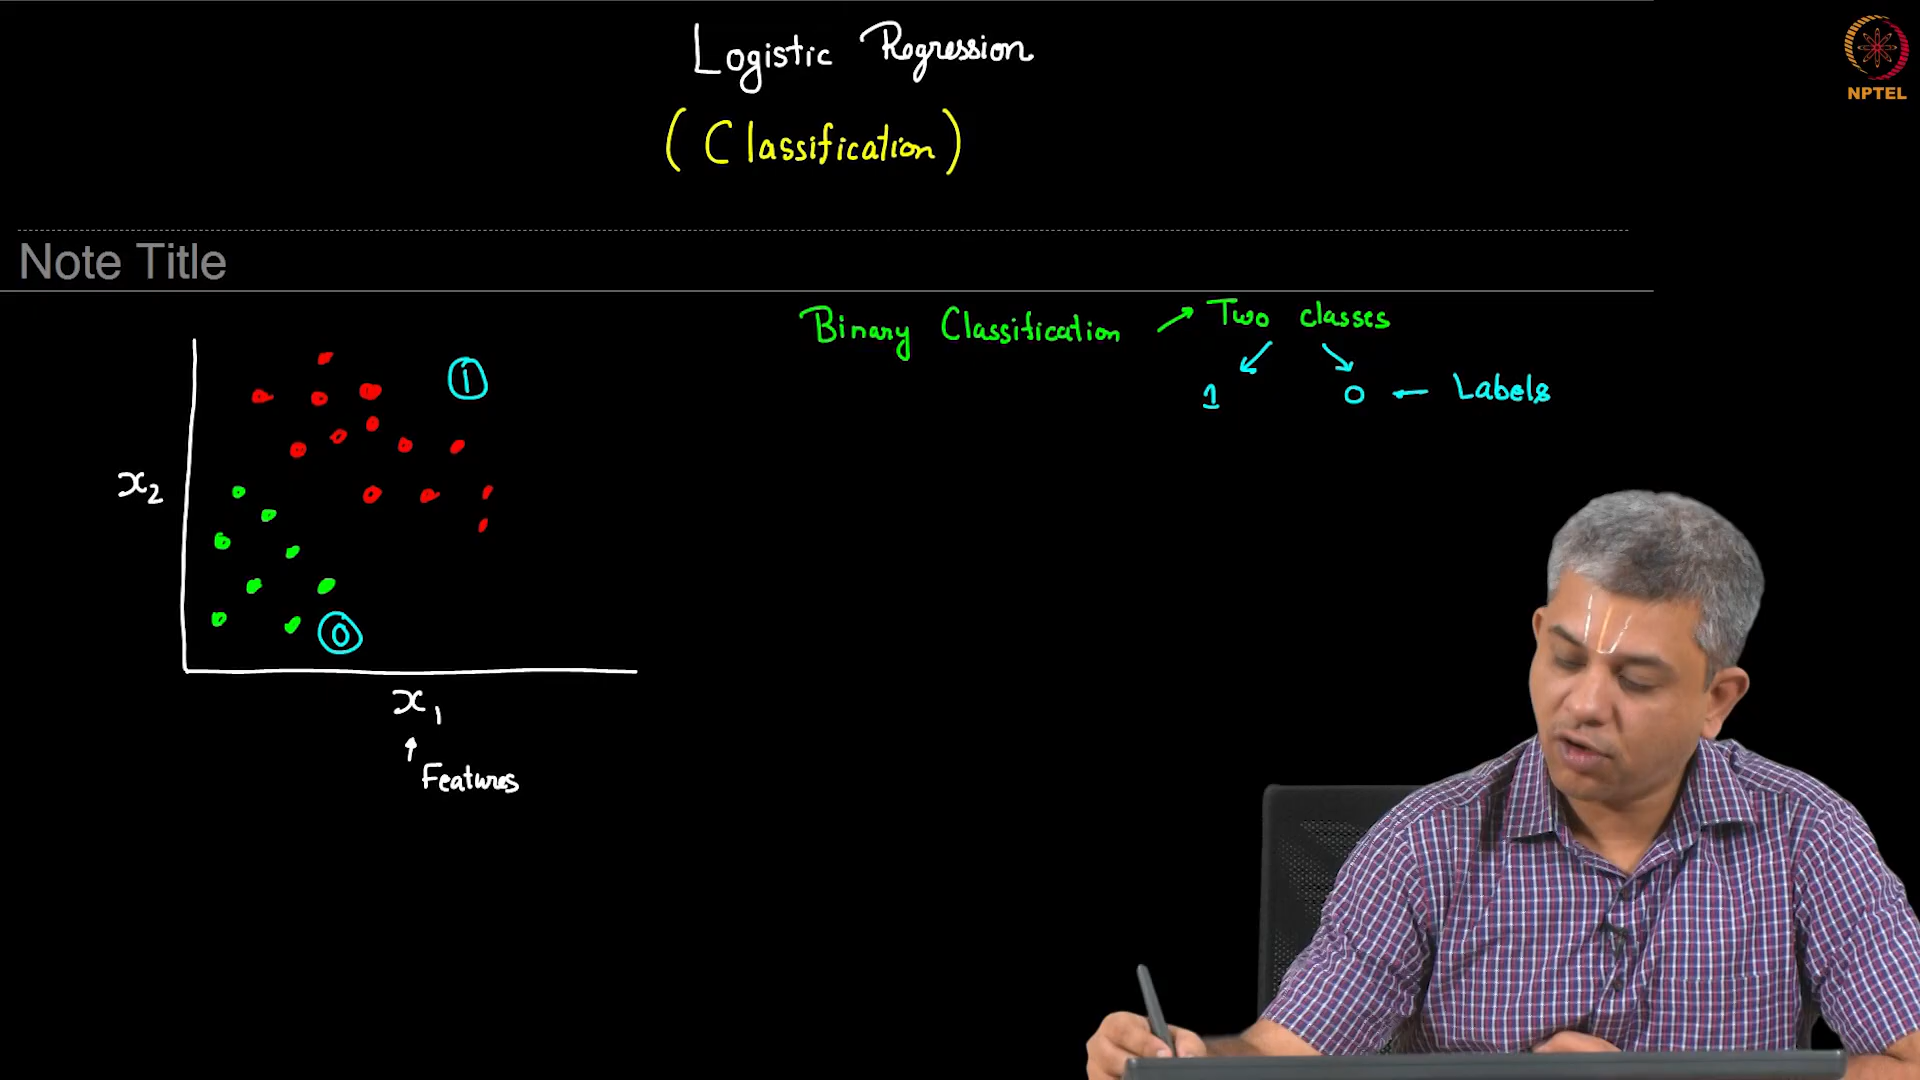 Logistic Regression
(Classification)
NPTEL
Note Title
Binary Classification → Two classes
1 0 ← Labels
1
x₂
0
x₁
↑
Features